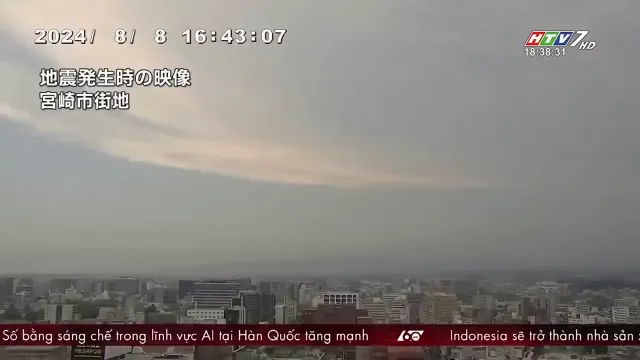 2024/ 8/ 8 16:43:07
HTV7 HD
18:38:31
地震発生時の映像
宮崎市街地
Số bằng sáng chế trong lĩnh vực AI tại Hàn Quốc tăng mạnh
60
Indonesia sẽ trở thành nhà sản